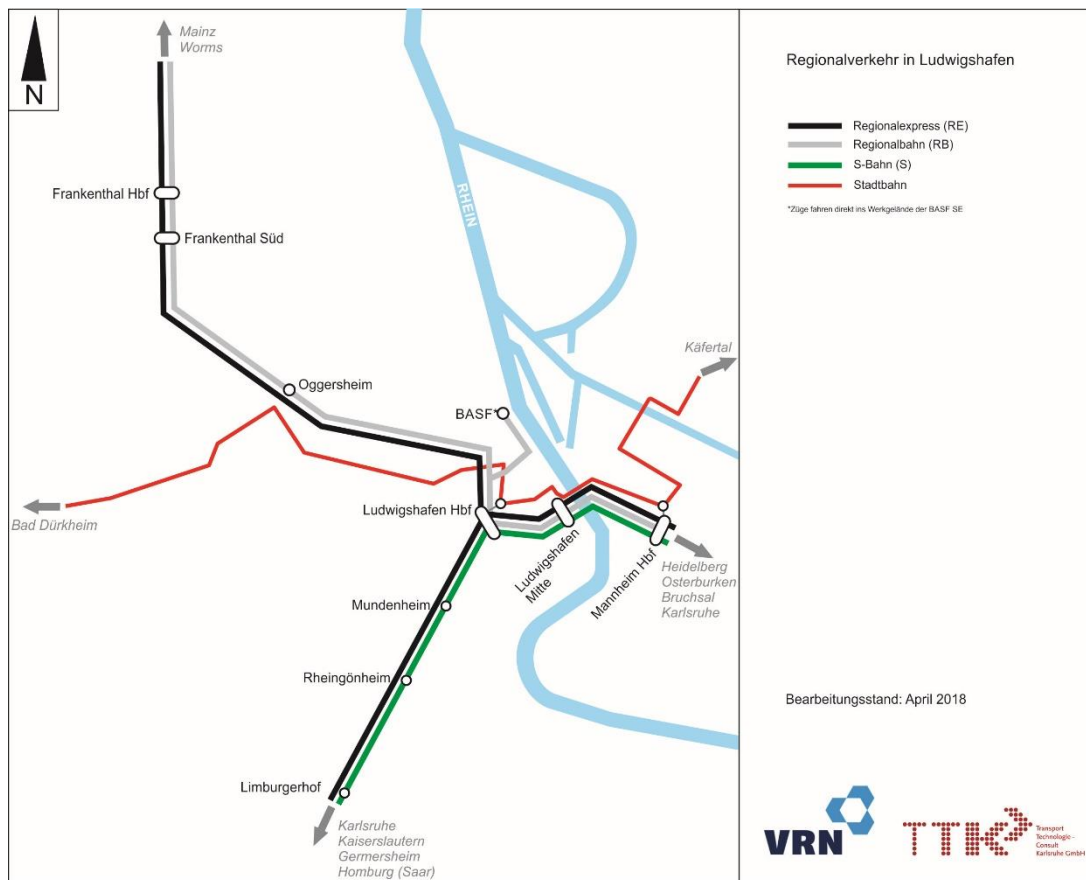 N
Mainz
Worms
Frankenthal Hbf
Frankenthal Süd
Oggersheim
BASF*
RHEIN
Käfertal
Bad Dürkheim
Ludwigshafen Hbf
Ludwigshafen
Mitte
Mannheim Hbf
Heidelberg
Osterburken
Bruchsal
Karlsruhe
Mundenheim
Rheingönheim
Limburgerhof
Karlsruhe
Kaiserslautern
Germersheim
Homburg (Saar)
Regionalverkehr in Ludwigshafen
Regionalexpress (RE)
Regionalbahn (RB)
S-Bahn (S)
Stadtbahn
*Züge fahren direkt ins Werkgelände der BASF SE
Bearbeitungsstand: April 2018
VRN
TTK
Transport
Technologie -
Consult
Karlsruhe GmbH